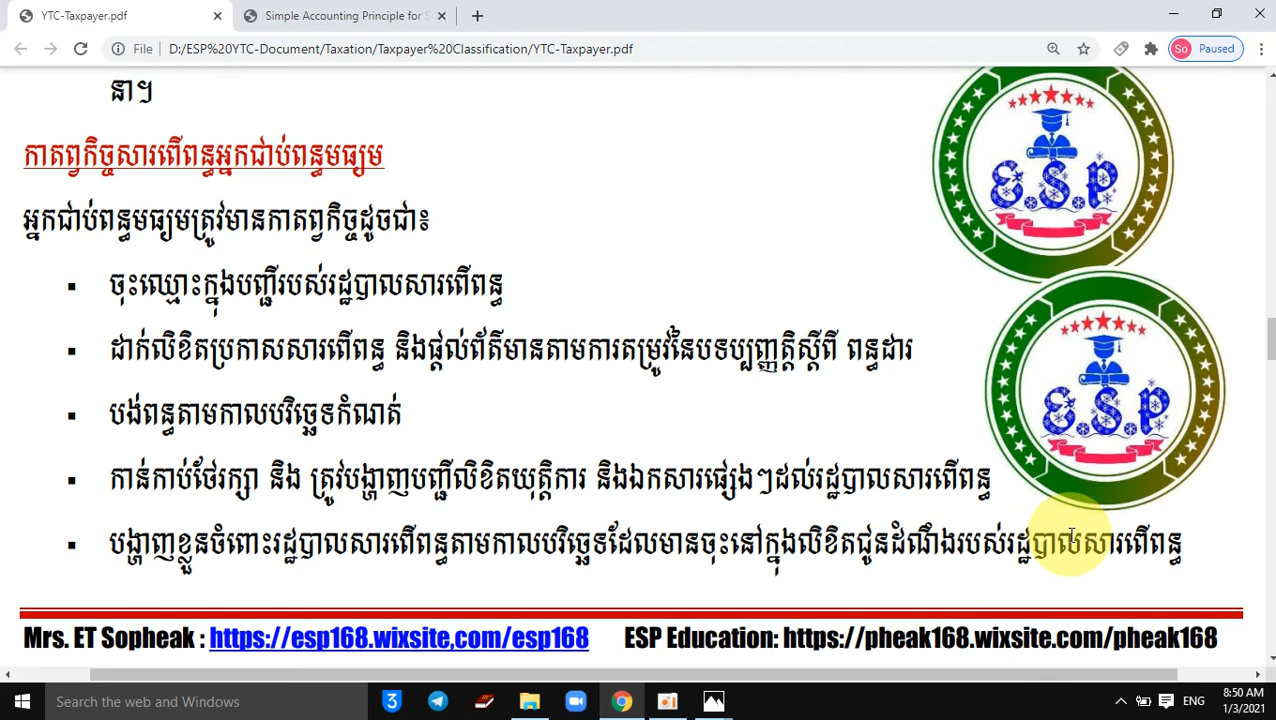 YTC-Taxpayer.pdf
Simple Accounting Principle for S
File
D:/ESP%20YTC-Document/Taxation/Taxpayer%20Classification/YTC-Taxpayer.pdf
So Paused
នា។
កាតព្វកិច្ចសារពើពន្ធអ្នកជាប់ពន្ធមធ្យម
អ្នកជាប់ពន្ធមធ្យមត្រូវមានកាតព្វកិច្ចដូចជា៖
▪ ចុះឈ្មោះក្នុងបញ្ជីរបស់រដ្ឋបាលសារពើពន្ធ
▪ ដាក់លិខិតប្រកាសសារពើពន្ធ និងផ្តល់ព័ត៌មានតាមការតម្រូវនៃបទប្បញ្ញត្តិស្តីពី ពន្ធដារ
▪ បង់ពន្ធតាមកាលបរិច្ឆេទកំណត់
▪ កាន់កាប់ថែរក្សា និង ត្រូវបង្ហាញបញ្ជីលិខិតយុត្តិការ និងឯកសារផ្សេងៗដល់រដ្ឋបាលសារពើពន្ធ
▪ បង្ហាញខ្លួនចំពោះរដ្ឋបាលសារពើពន្ធតាមកាលបរិច្ឆេទដែលមានចុះនៅក្នុងលិខិតជូនដំណឹងរបស់រដ្ឋបាលសារពើពន្ធ
E.S.P
E.S.P
Mrs. ET Sopheak : https://esp168.wixsite,com/esp168 ESP Education: https://pheak168.wixsite.com/pheak168
Search the web and Windows
ENG
8:50 AM
1/3/2021